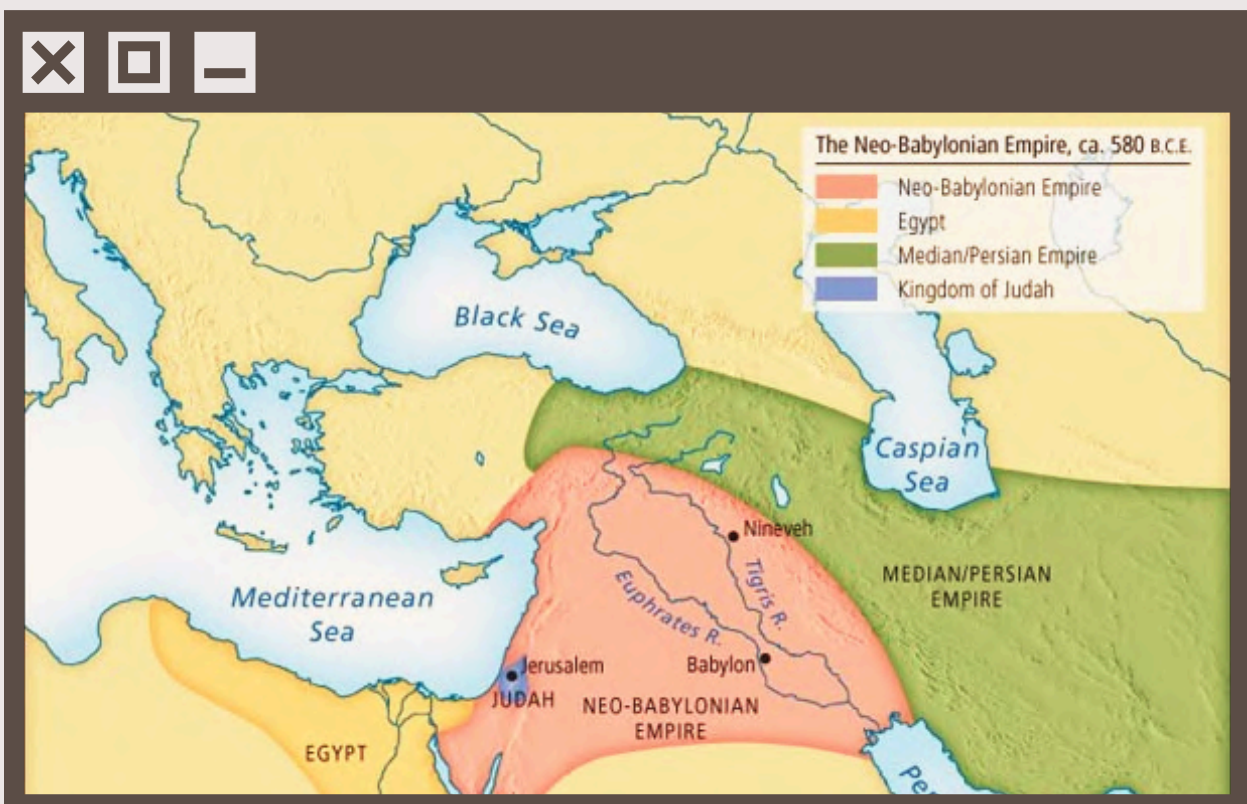 The Neo-Babylonian Empire, ca. 580 B.C.E.
Neo-Babylonian Empire
Egypt
Median/Persian Empire
Kingdom of Judah
Black Sea
Caspian
Sea
Nineveh
MEDIAN/PERSIAN
EMPIRE
Tigris R.
Euphrates R.
Mediterranean
Sea
Jerusalem
Babylon
JUDAH
NEO-BABYLONIAN
EMPIRE
EGYPT
Pe